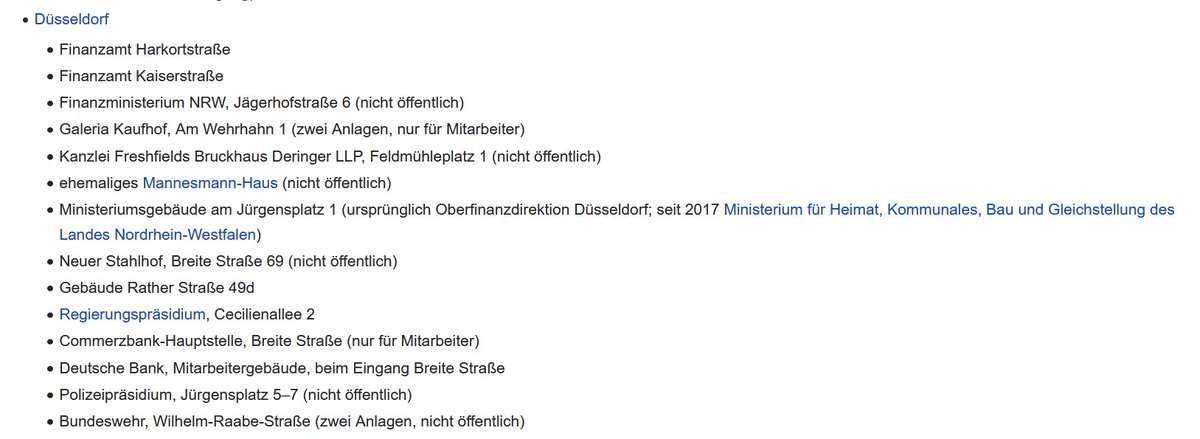 Düsseldorf
Finanzamt Harkortstraße
Finanzamt Kaiserstraße
Finanzministerium NRW, Jägerhofstraße 6 (nicht öffentlich)
Galeria Kaufhof, Am Wehrhahn 1 (zwei Anlagen, nur für Mitarbeiter)
Kanzlei Freshfields Bruckhaus Deringer LLP, Feldmühleplatz 1 (nicht öffentlich)
ehemaliges Mannesmann-Haus (nicht öffentlich)
Ministeriumsgebäude am Jürgensplatz 1 (ursprünglich Oberfinanzdirektion Düsseldorf; seit 2017 Ministerium für Heimat, Kommunales, Bau und Gleichstellung des
Landes Nordrhein-Westfalen)
Neuer Stahlhof, Breite Straße 69 (nicht öffentlich)
Gebäude Rather Straße 49d
Regierungspräsidium, Cecilienallee 2
Commerzbank-Hauptstelle, Breite Straße (nur für Mitarbeiter)
Deutsche Bank, Mitarbeitergebäude, beim Eingang Breite Straße
Polizeipräsidium, Jürgensplatz 5–7 (nicht öffentlich)
Bundeswehr, Wilhelm-Raabe-Straße (zwei Anlagen, nicht öffentlich)